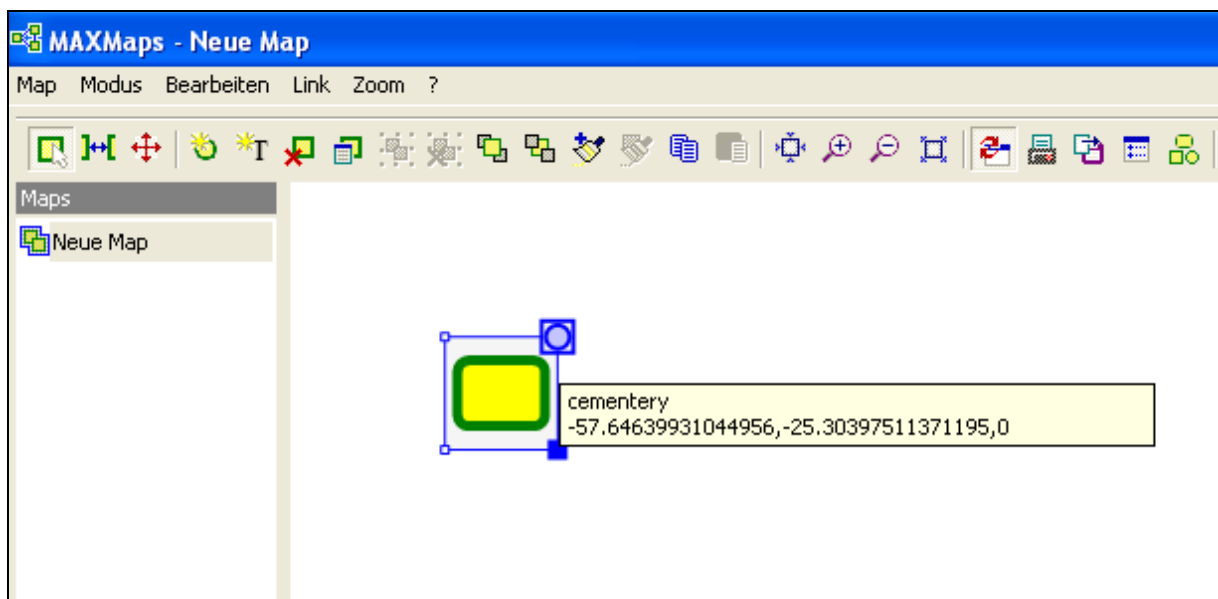 MAXMaps - Neue Map
Map Modus Bearbeiten Link Zoom ?
T
Maps
Neue Map
cementery
-57.64639931044956,-25.30397511371195,0